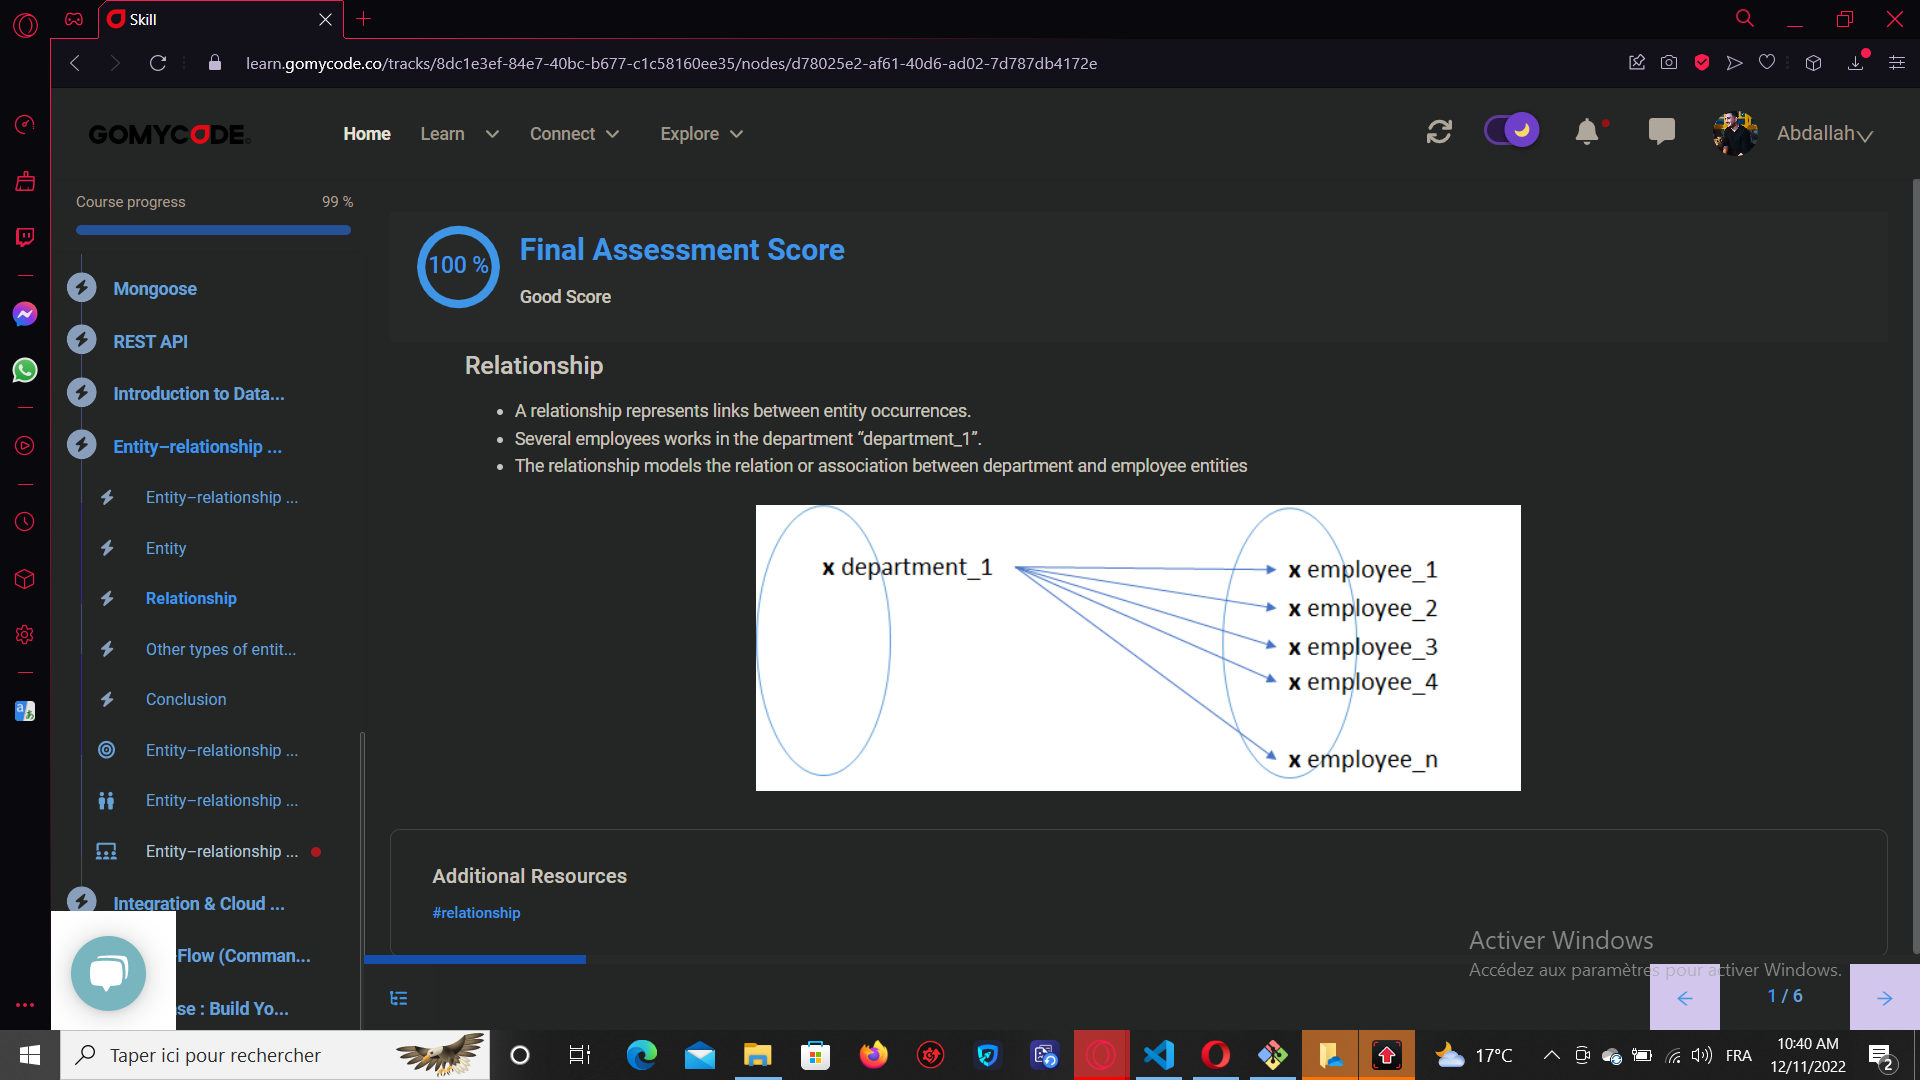 Skill
learn.gomycode.co/tracks/8dc1e3ef-84e7-40bc-b677-c1c58160ee35/nodes/d78025e2-af61-40d6-ad02-7d787db4172e
GOMYCODE
Home
Learn
Connect
Explore
Abdallah
Course progress
99 %
Mongoose
REST API
Introduction to Data...
Entity–relationship ...
Entity–relationship ...
Entity
Relationship
Other types of entit...
Conclusion
Entity–relationship ...
Entity–relationship ...
Entity–relationship ...
Integration & Cloud ...
Flow (Comman...
se : Build Yo...
100 %
Final Assessment Score
Good Score
Relationship
A relationship represents links between entity occurrences.
Several employees works in the department “department_1”.
The relationship models the relation or association between department and employee entities
x department_1
x employee_1
x employee_2
x employee_3
x employee_4
x employee_n
Additional Resources
#relationship
Activer Windows
Accédez aux paramètres pour activer Windows.
1 / 6
Taper ici pour rechercher
17°C
FRA
10:40 AM
12/11/2022
2